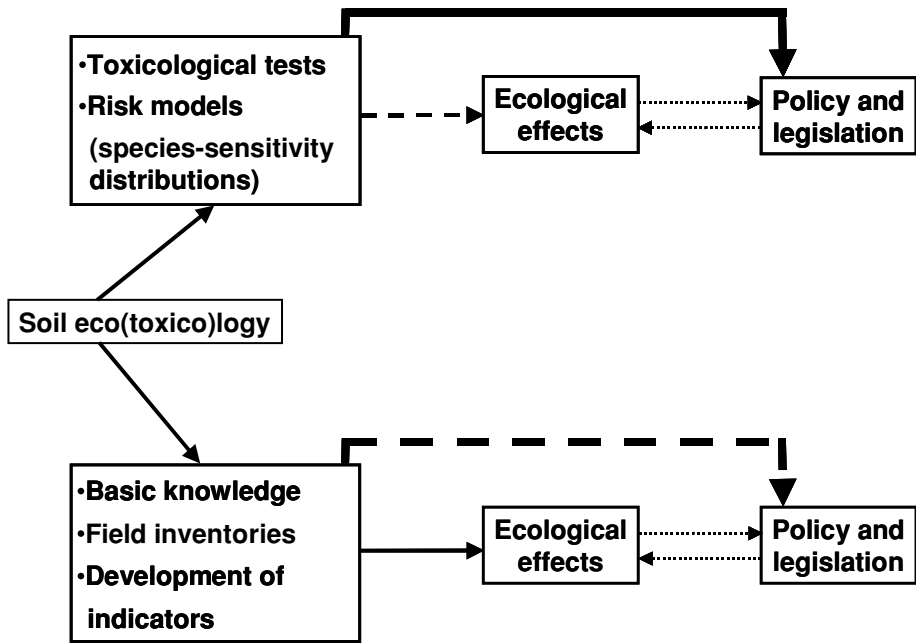 •Toxicological tests
•Risk models
(species-sensitivity
distributions)
Ecological
effects
Policy and
legislation
Soil eco(toxico)logy
•Basic knowledge
•Field inventories
•Development of
indicators
Ecological
effects
Policy and
legislation